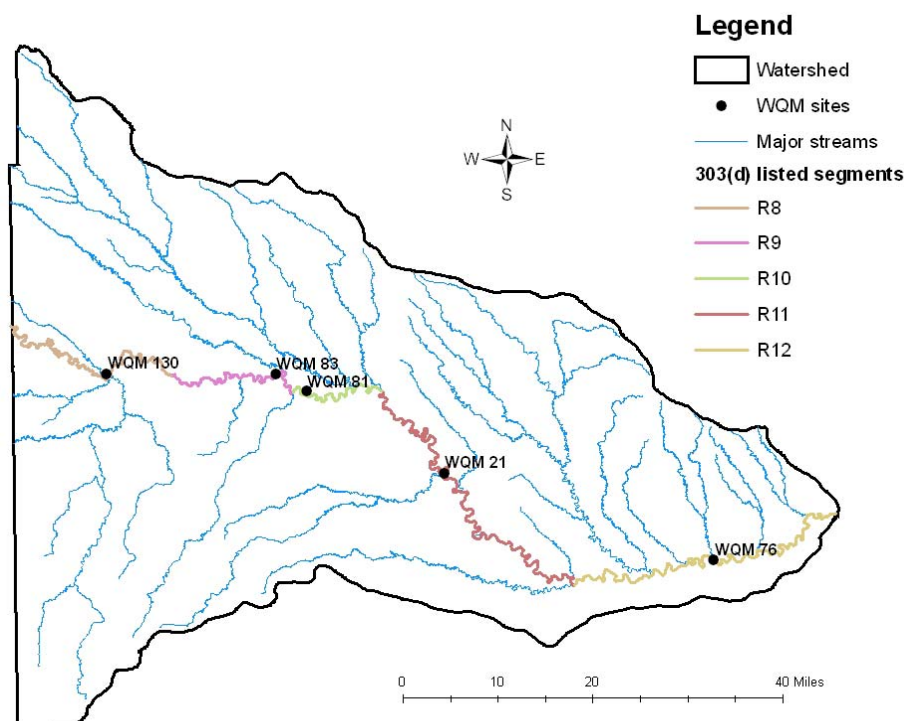 Legend
Watershed
WQM sites
Major streams
303(d) listed segments
R8
R9
R10
R11
R12
N
W E
S
WQM 130
WQM 83
WQM 81
WQM 21
WQM 76
0 10 20 40 Miles